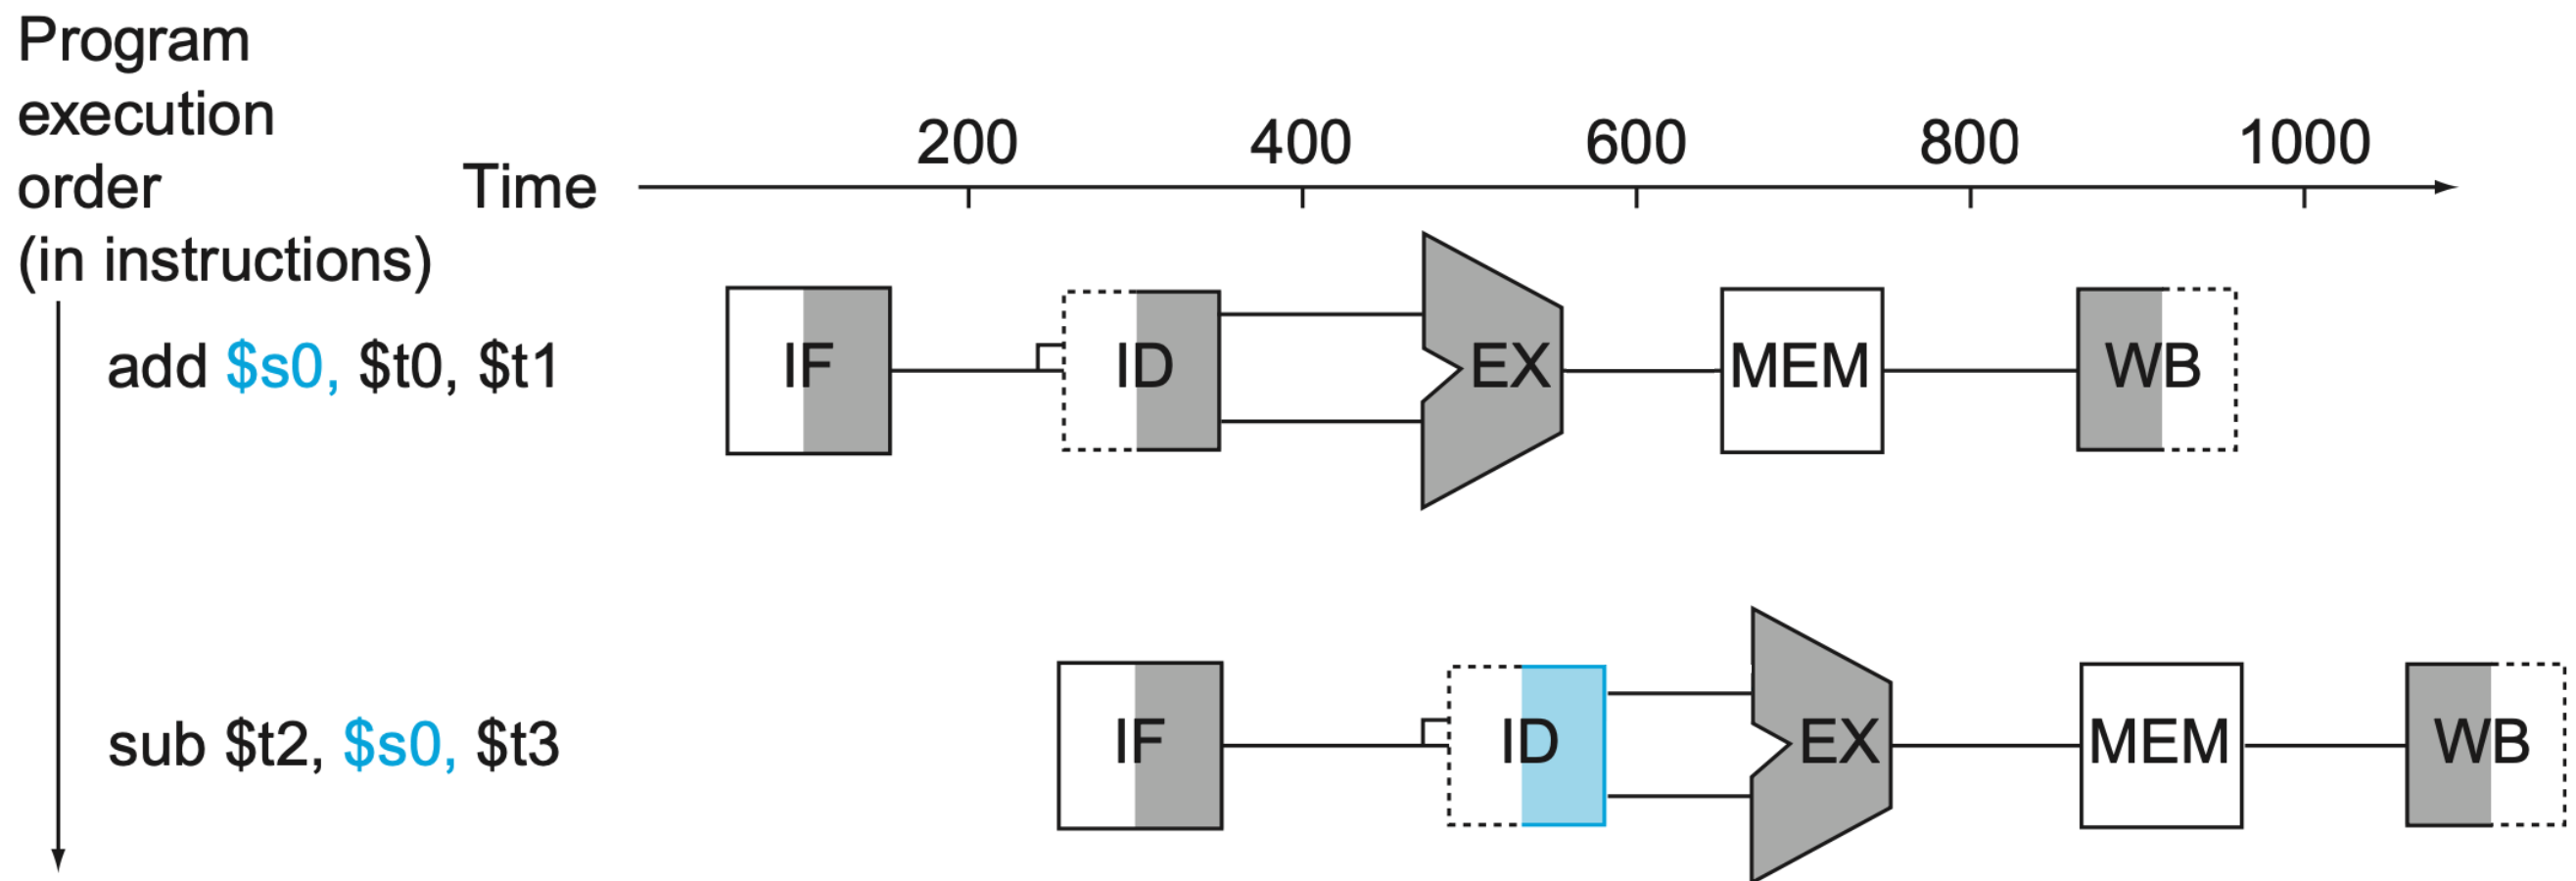 Program
execution
order
(in instructions)
Time
200 400 600 800 1000
add $s0, $t0, $t1
IF ID EX MEM WB
sub $t2, $s0, $t3
IF ID EX MEM WB